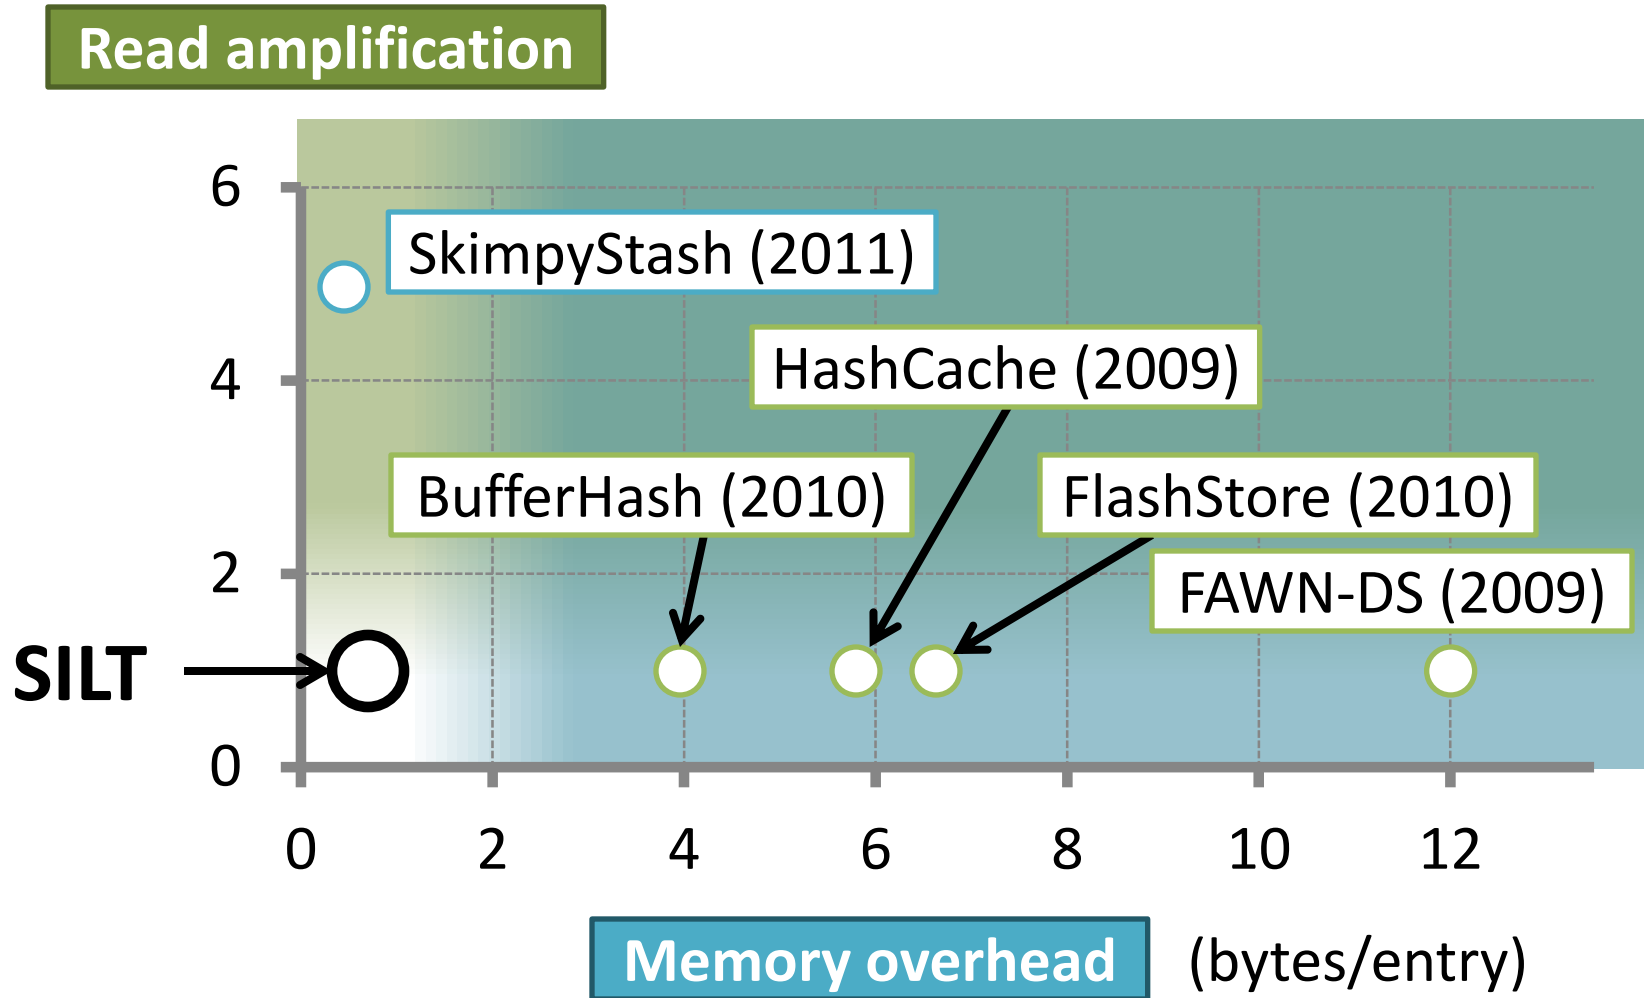 Read amplification
6
SkimpyStash (2011)
HashCache (2009)
4
BufferHash (2010)
FlashStore (2010)
2
FAWN-DS (2009)
SILT
0
0 2 4 6 8 10 12
Memory overhead (bytes/entry)